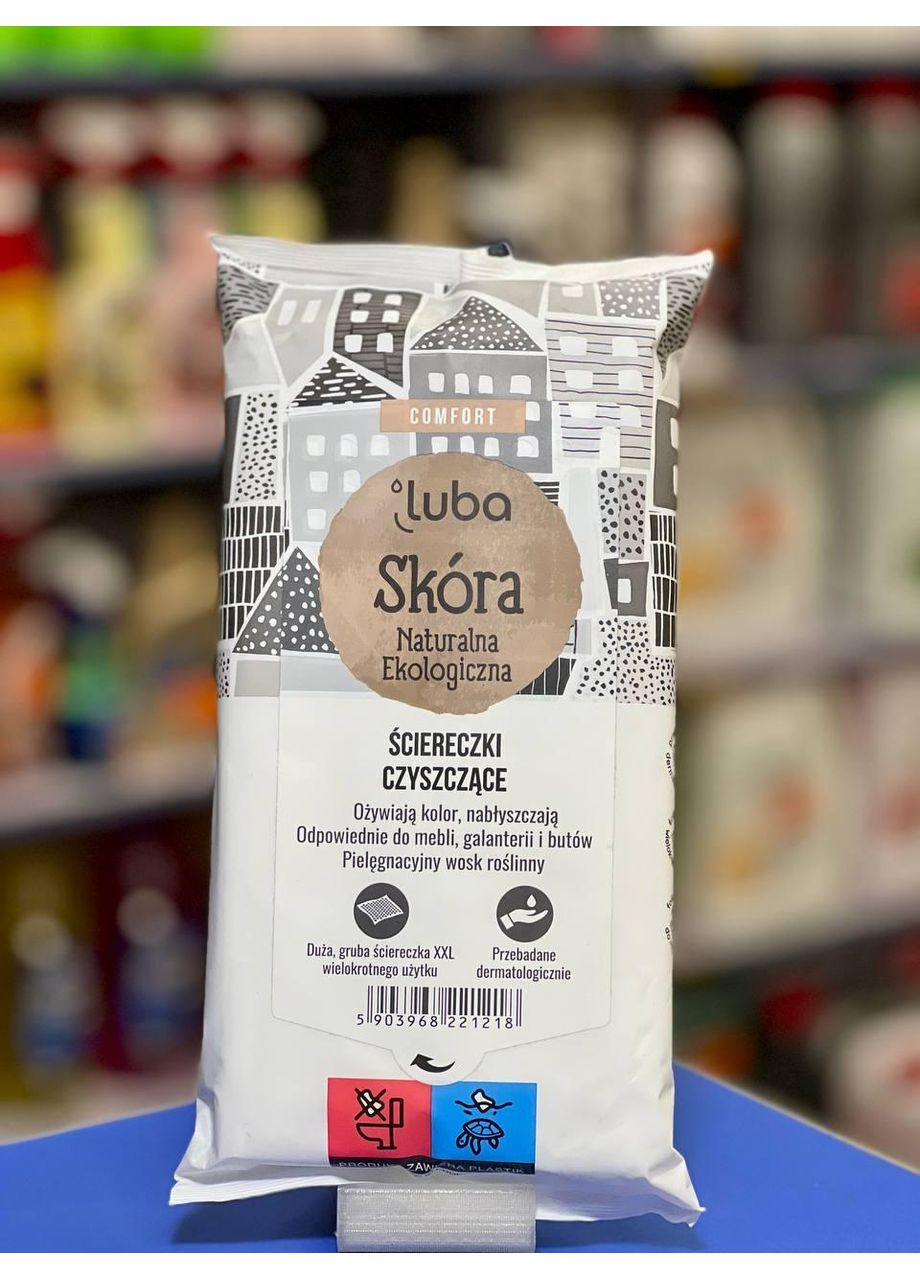 COMFORT
luba
Skóra
Naturalna
Ekologiczna
ŚCIERECZKI
CZYSZCZĄCE
Ożywiają kolor, nabłyszczają
Odpowiednie do mebli, galanterii i butów
Pielęgnacyjny wosk roślinny
Duża, gruba ściereczka XXL
wielokrotnego użytku
Przebadane
dermatologicznie
5 903968 221218
PLASTIK